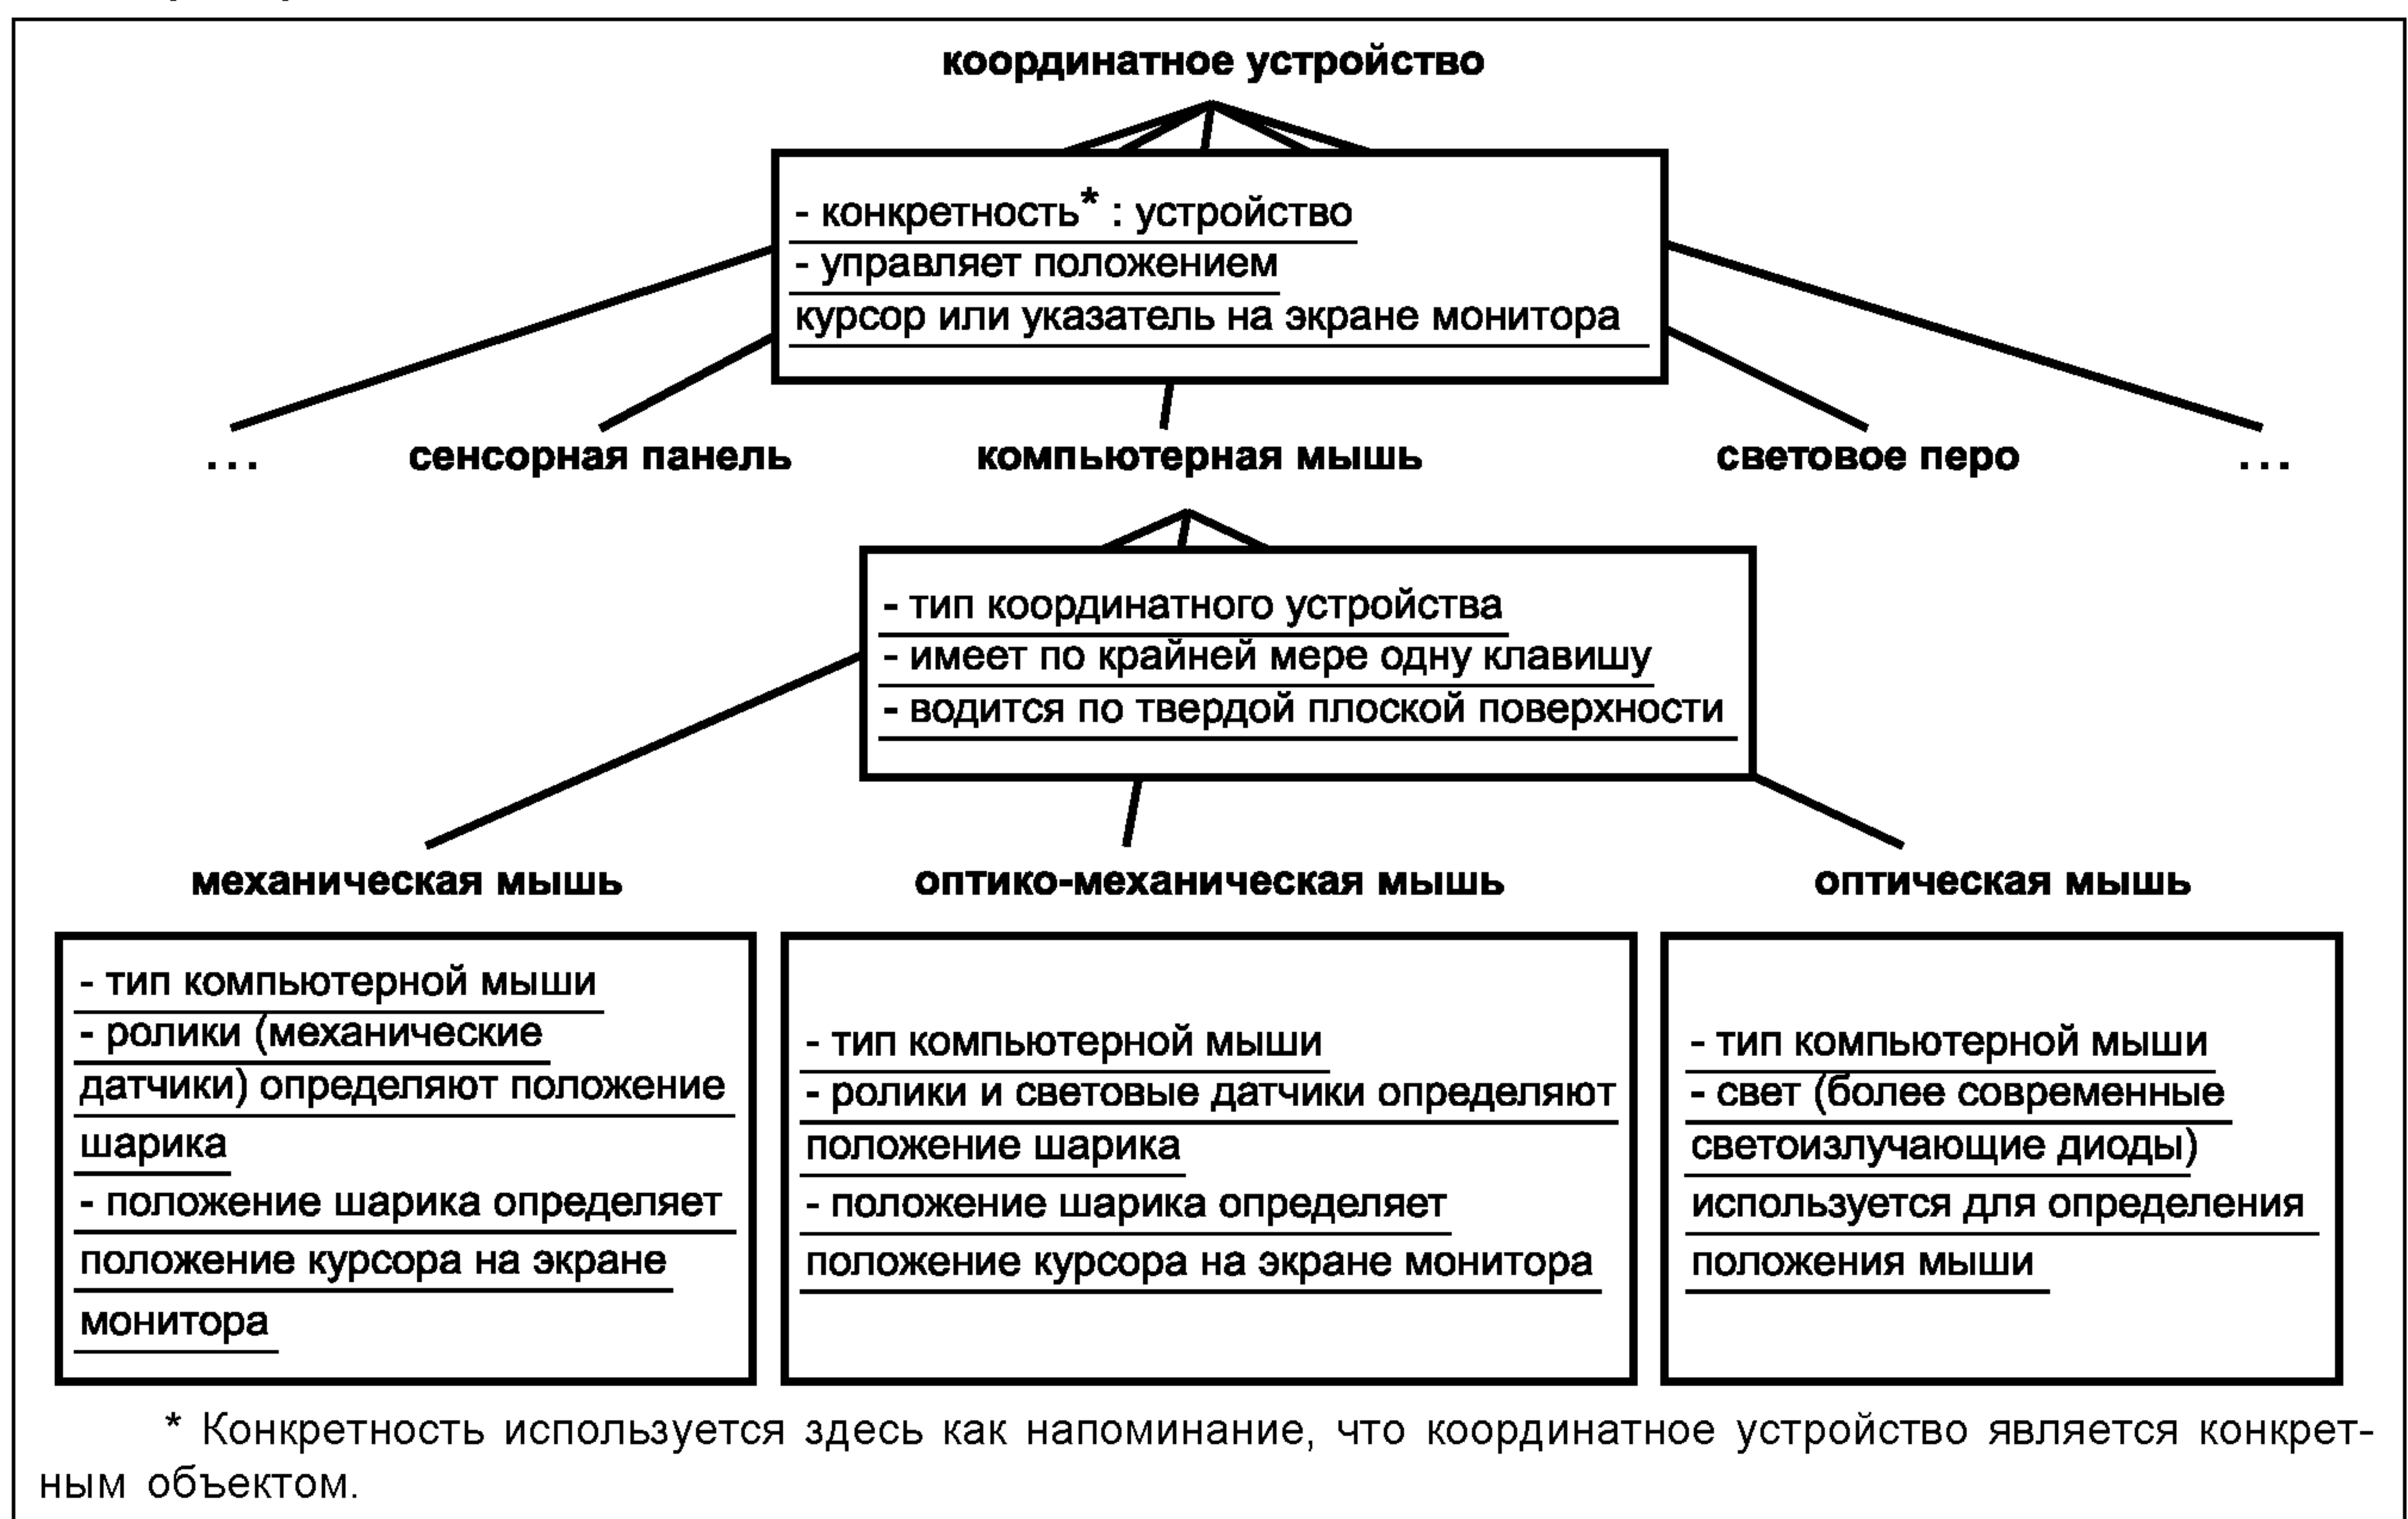 координатное устройство
- конкретность* : устройство
- управляет положением
курсор или указатель на экране монитора
... сенсорная панель компьютерная мышь световое перо ...
- тип координатного устройства
- имеет по крайней мере одну клавишу
- водится по твердой плоской поверхности
механическая мышь оптико-механическая мышь оптическая мышь
- тип компьютерной мыши
- ролики (механические
датчики) определяют положение
шарика
- положение шарика определяет
положение курсора на экране
монитора
- тип компьютерной мыши
- ролики и световые датчики определяют
положение шарика
- положение шарика определяет
положение курсора на экране монитора
- тип компьютерной мыши
- свет (более современные
светоизлучающие диоды)
используется для определения
положения мыши
* Конкретность используется здесь как напоминание, что координатное устройство является конкрет-
ным объектом.